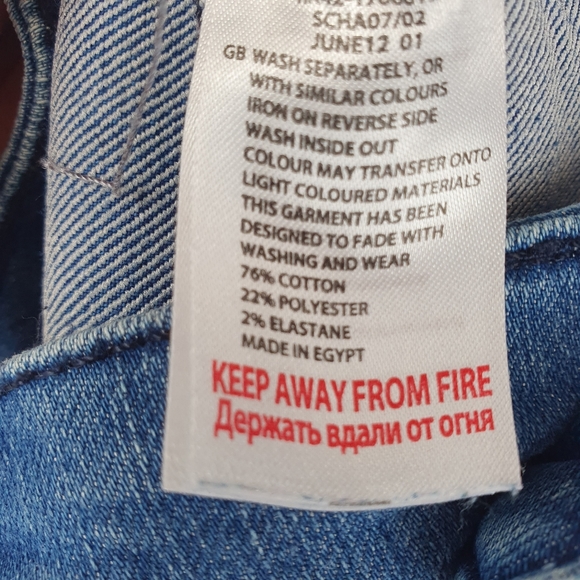 SCHA07/02
JUNE12 01
GB WASH SEPARATELY, OR
WITH SIMILAR COLOURS
IRON ON REVERSE SIDE
WASH INSIDE OUT
COLOUR MAY TRANSFER ONTO
LIGHT COLOURED MATERIALS
THIS GARMENT HAS BEEN
DESIGNED TO FADE WITH
WASHING AND WEAR
76% COTTON
22% POLYESTER
2% ELASTANE
MADE IN EGYPT
KEEP AWAY FROM FIRE
Держать вдали от огня